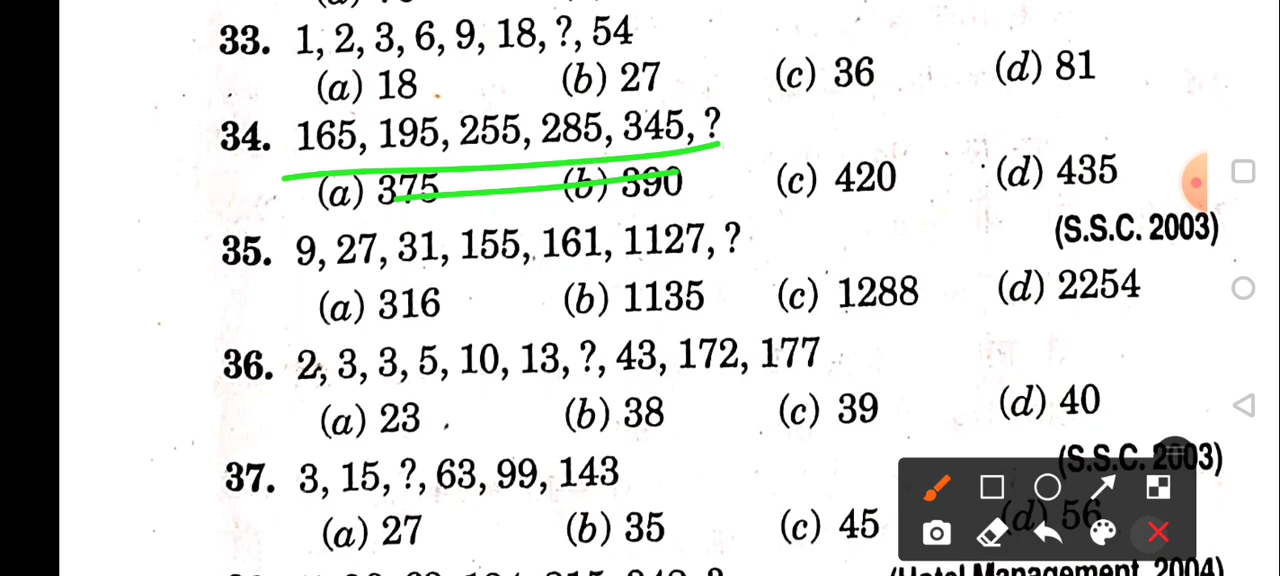 33. 1, 2, 3, 6, 9, 18, ?, 54
(a) 18 (b) 27 (c) 36 (d) 81
34. 165, 195, 255, 285, 345, ?
(a) 375 (b) 390 (c) 420 (d) 435
(S.S.C. 2003)
35. 9, 27, 31, 155, 161, 1127, ?
(a) 316 (b) 1135 (c) 1288 (d) 2254
36. 2, 3, 3, 5, 10, 13, ?, 43, 172, 177
(a) 23 (b) 38 (c) 39 (d) 40
(S.S.C. 2003)
37. 3, 15, ?, 63, 99, 143
(a) 27 (b) 35 (c) 45 (d) 56
(Hotel Management, 2004)